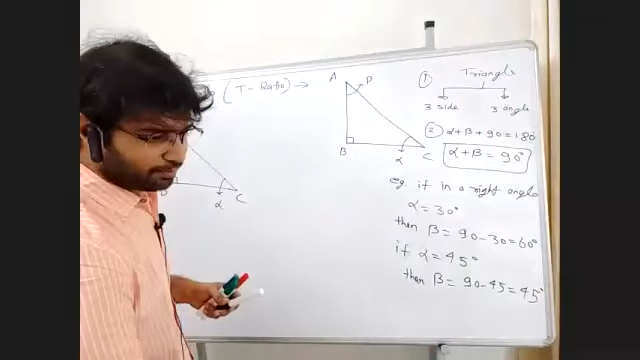 (T-Ratio) →
A
β
B
C
α
B
C
α
① Triangle
3 side
3 angle
② α+β+90=180°
α+β=90°
eg. if in a right angle
α=30°
then β=90-30=60°
if α=45°
then β=90-45=45°